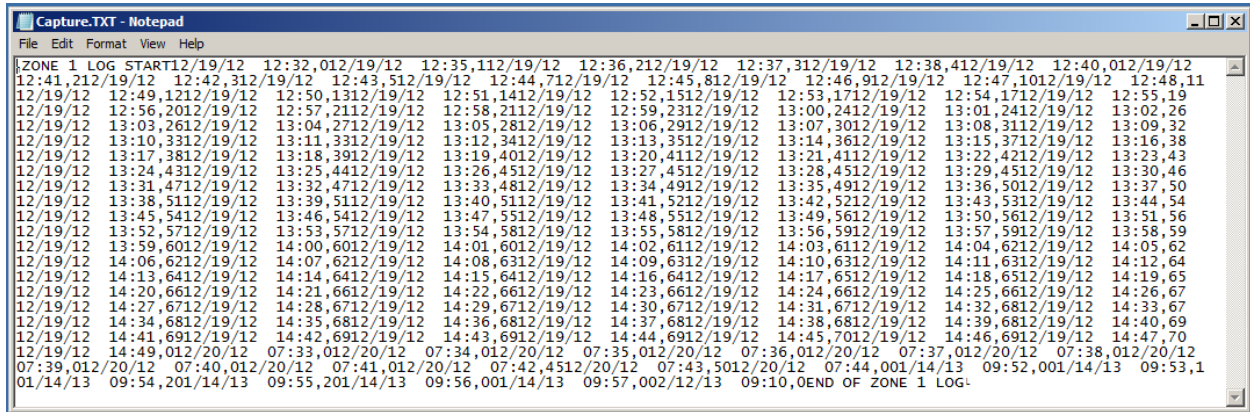 Capture.TXT - Notepad
File Edit Format View Help
ZONE 1 LOG START12/19/12  12:32,012/19/12  12:35,112/19/12  12:36,212/19/12  12:37,312/19/12  12:38,412/19/12  12:40,012/19/12
12:41,212/19/12  12:42,312/19/12  12:43,512/19/12  12:44,712/19/12  12:45,812/19/12  12:46,912/19/12  12:47,1012/19/12  12:48,11
12/19/12  12:49,1212/19/12  12:50,1312/19/12  12:51,1412/19/12  12:52,1512/19/12  12:53,1712/19/12  12:54,1712/19/12  12:55,19
12/19/12  12:56,2012/19/12  12:57,2112/19/12  12:58,2112/19/12  12:59,2312/19/12  13:00,2412/19/12  13:01,2412/19/12  13:02,26
12/19/12  13:03,2612/19/12  13:04,2712/19/12  13:05,2812/19/12  13:06,2912/19/12  13:07,3012/19/12  13:08,3112/19/12  13:09,32
12/19/12  13:10,3312/19/12  13:11,3312/19/12  13:12,3412/19/12  13:13,3512/19/12  13:14,3612/19/12  13:15,3712/19/12  13:16,38
12/19/12  13:17,3812/19/12  13:18,3912/19/12  13:19,4012/19/12  13:20,4112/19/12  13:21,4112/19/12  13:22,4212/19/12  13:23,43
12/19/12  13:24,4312/19/12  13:25,4412/19/12  13:26,4512/19/12  13:27,4512/19/12  13:28,4512/19/12  13:29,4512/19/12  13:30,46
12/19/12  13:31,4712/19/12  13:32,4712/19/12  13:33,4812/19/12  13:34,4912/19/12  13:35,4912/19/12  13:36,5012/19/12  13:37,50
12/19/12  13:38,5112/19/12  13:39,5112/19/12  13:40,5112/19/12  13:41,5212/19/12  13:42,5212/19/12  13:43,5312/19/12  13:44,54
12/19/12  13:45,5412/19/12  13:46,5412/19/12  13:47,5512/19/12  13:48,5512/19/12  13:49,5612/19/12  13:50,5612/19/12  13:51,56
12/19/12  13:52,5712/19/12  13:53,5712/19/12  13:54,5812/19/12  13:55,5812/19/12  13:56,5912/19/12  13:57,5912/19/12  13:58,59
12/19/12  13:59,6012/19/12  14:00,6012/19/12  14:01,6012/19/12  14:02,6112/19/12  14:03,6112/19/12  14:04,6212/19/12  14:05,62
12/19/12  14:06,6212/19/12  14:07,6212/19/12  14:08,6312/19/12  14:09,6312/19/12  14:10,6312/19/12  14:11,6312/19/12  14:12,64
12/19/12  14:13,6412/19/12  14:14,6412/19/12  14:15,6412/19/12  14:16,6412/19/12  14:17,6512/19/12  14:18,6512/19/12  14:19,65
12/19/12  14:20,6612/19/12  14:21,6612/19/12  14:22,6612/19/12  14:23,6612/19/12  14:24,6612/19/12  14:25,6612/19/12  14:26,67
12/19/12  14:27,6712/19/12  14:28,6712/19/12  14:29,6712/19/12  14:30,6712/19/12  14:31,6712/19/12  14:32,6812/19/12  14:33,67
12/19/12  14:34,6812/19/12  14:35,6812/19/12  14:36,6812/19/12  14:37,6812/19/12  14:38,6812/19/12  14:39,6812/19/12  14:40,69
12/19/12  14:41,6912/19/12  14:42,6912/19/12  14:43,6912/19/12  14:44,6912/19/12  14:45,7012/19/12  14:46,6912/19/12  14:47,70
12/19/12  14:49,012/20/12  07:33,012/20/12  07:34,012/20/12  07:35,012/20/12  07:36,012/20/12  07:37,012/20/12  07:38,012/20/12
07:39,012/20/12  07:40,012/20/12  07:41,012/20/12  07:42,4512/20/12  07:43,5012/20/12  07:44,001/14/13  09:52,001/14/13  09:53,1
01/14/13  09:54,201/14/13  09:55,201/14/13  09:56,001/14/13  09:57,002/12/13  09:10,0END OF ZONE 1 LOG